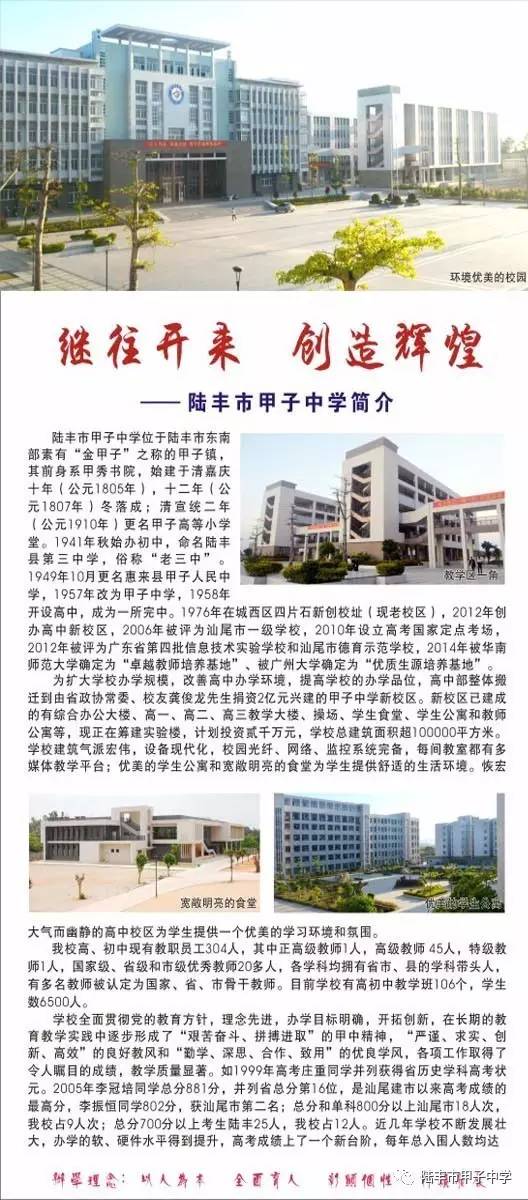 环境优美的校园
继往开来 创造辉煌
——陆丰市甲子中学简介
陆丰市甲子中学位于陆丰市东南
部素有“金甲子”之称的甲子镇，
其前身系甲秀书院，始建于清嘉庆
十年（公元1805年），十二年（公
元1807年）冬落成；清宣统二年
（公元1910年）更名甲子高等小学
堂。1941年秋始办初中，命名陆丰
县第三中学，俗称“老三中”。
1949年10月更名惠来县甲子人民中
学，1957年改为甲子中学，1958年
教学区一角
开设高中，成为一所完中。1976年在城西区四片石新创校址（现老校区），2012年创
办高中新校区，2006年被评为汕尾市一级学校，2010年设立高考国家定点考场，
2012年被评为广东省第四批信息技术实验学校和汕尾市德育示范学校，2014年被华南
师范大学确定为“卓越教师培养基地”、被广州大学确定为“优质生源培养基地”。
为扩大学校办学规模，改善高中办学环境，提高学校的办学品位，高中部整体搬
迁到由省政协常委、校友龚俊龙先生捐资2亿元兴建的甲子中学新校区。新校区已建成
的有综合办公大楼、高一、高二、高三教学大楼、操场、学生食堂、学生公寓和教师
公寓等，现正在筹建实验楼，计划投资贰千万元，学校总建筑面积超100000平方米。
学校建筑气派宏伟，设备现代化，校园光纤、网络、监控系统完备，每间教室都有多
媒体教学平台；优美的学生公寓和宽敞明亮的食堂为学生提供舒适的生活环境。恢宏
宽敞明亮的食堂
优美的学生公寓
大气而幽静的高中校区为学生提供一个优美的学习环境和氛围。
我校高、初中现有教职员工304人，其中正高级教师1人，高级教师 45人，特级教
师1人，国家级、省级和市级优秀教师20多人，各学科均拥有省市、县的学科带头人，
有多名教师被认定为国家、省、市骨干教师。目前学校有高初中教学班106个，学生
数6500人。
学校全面贯彻党的教育方针，理念先进，办学目标明确，开拓创新，在长期的教
育教学实践中逐步形成了“艰苦奋斗、拼搏进取”的甲中精神，“严谨、求实、创
新、高效”的良好教风和“勤学、深思、合作、致用”的优良学风，各项工作取得了
令人瞩目的成绩，教学质量显著。如1999年高考庄重同学并列获得省历史学科高考状
元。2005年李冠培同学总分881分，并列省总分第16位，是汕尾建市以来高考成绩的
最高分，李振恒同学802分，获汕尾市第二名；总分和单科800分以上汕尾市18人次，
我校占9人次；总分700分以上考生陆丰25人，我校占12人。近几年学校不断发展壮
大，办学的软、硬件水平得到提升，高考成绩上了一个新台阶，每年总入围人数均达
办学理念：以人为本 全面育人 彰显个性
陆丰市甲子中学